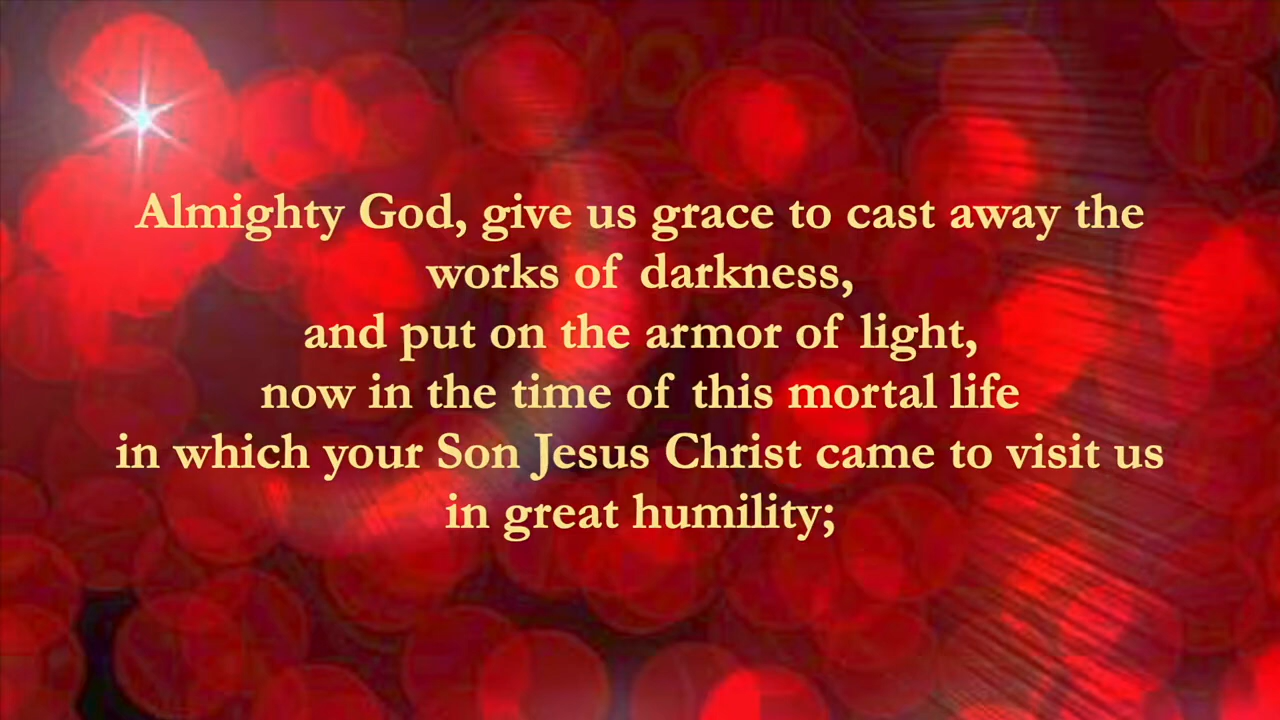 Almighty God, give us grace to cast away the
works of darkness,
and put on the armor of light,
now in the time of this mortal life
in which your Son Jesus Christ came to visit us
in great humility;